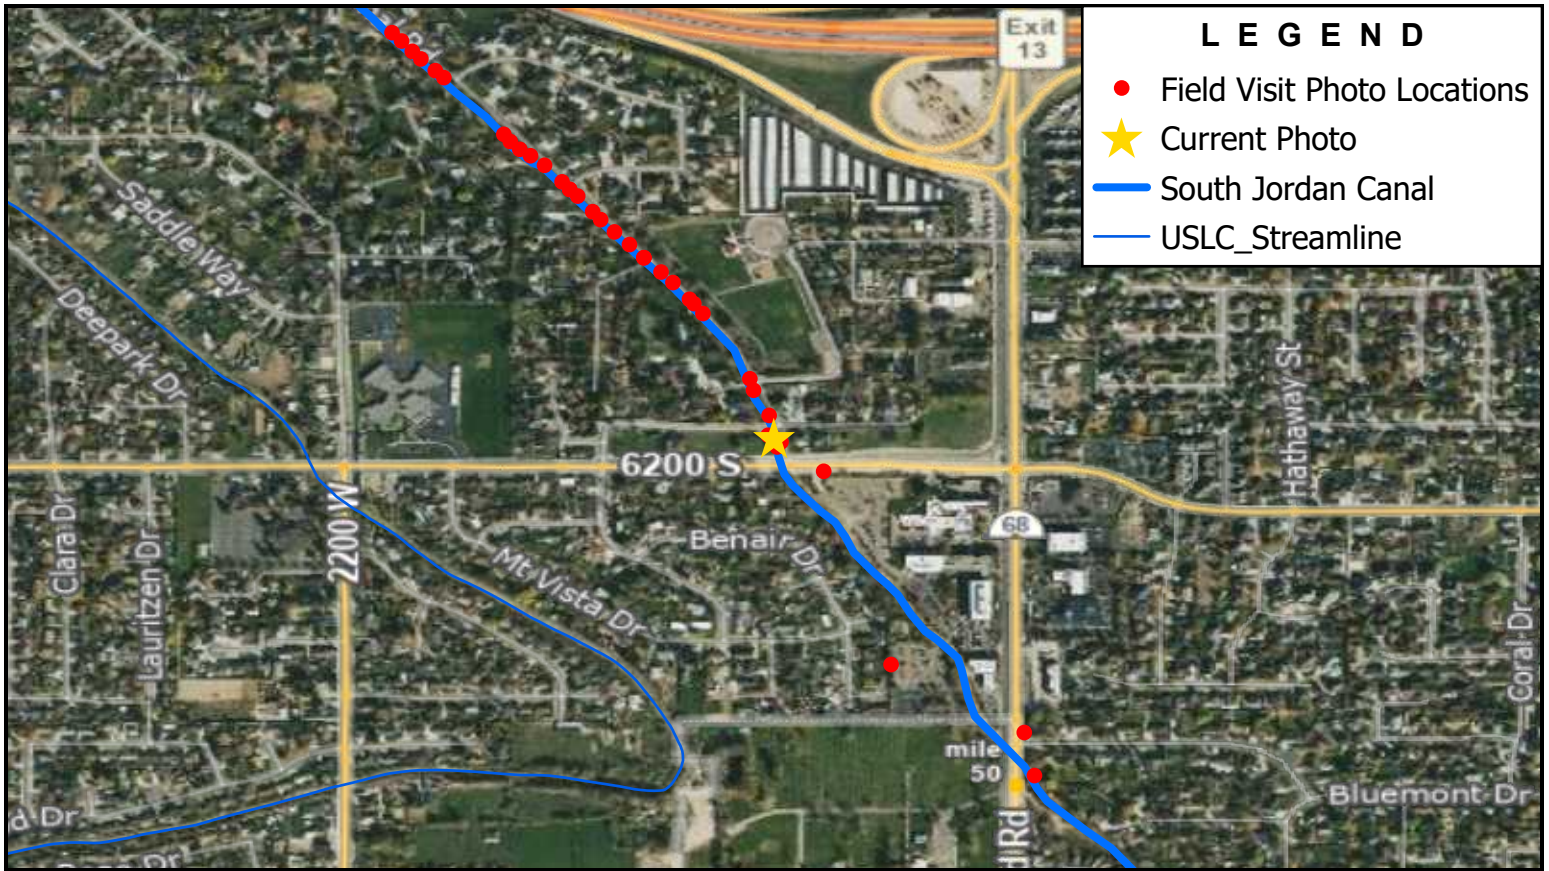 Exit
13
L E G E N D
Field Visit Photo Locations
Current Photo
South Jordan Canal
USLC_Streamline
Saddle Way
Deepark Dr
Hathaway St
6200 S
2200 W
68
Clara Dr
Lauritzen Dr
Benair Dr
Mt Vista Dr
Coral Dr
mile
50
Bluemont Dr
d Rd
d Dr